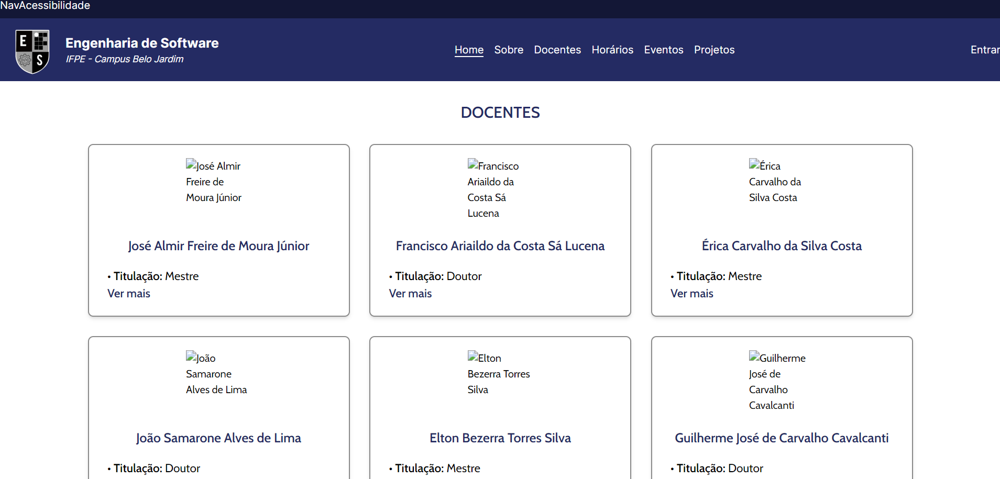 NavAcessibilidade
E
S
Engenharia de Software
IFPE - Campus Belo Jardim
Home Sobre Docentes Horários Eventos Projetos
Entrar
DOCENTES
José Almir
Freire de
Moura Júnior
José Almir Freire de Moura Júnior
• Titulação: Mestre
Ver mais
Francisco
Ariaildo da
Costa Sá
Lucena
Francisco Ariaildo da Costa Sá Lucena
• Titulação: Doutor
Ver mais
Érica
Carvalho da
Silva Costa
Érica Carvalho da Silva Costa
• Titulação: Mestre
Ver mais
João
Samarone
Alves de Lima
João Samarone Alves de Lima
• Titulação: Doutor
Elton
Bezerra Torres
Silva
Elton Bezerra Torres Silva
• Titulação: Mestre
Guilherme
José de
Carvalho
Cavalcanti
Guilherme José de Carvalho Cavalcanti
• Titulação: Doutor